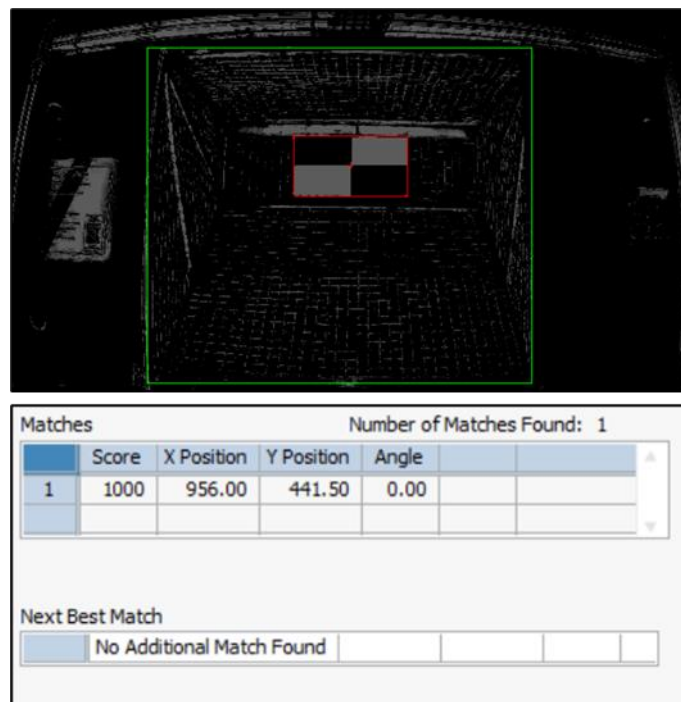 Matches Number of Matches Found: 1
Score X Position Y Position Angle
1 1000 956.00 441.50 0.00
Next Best Match
No Additional Match Found